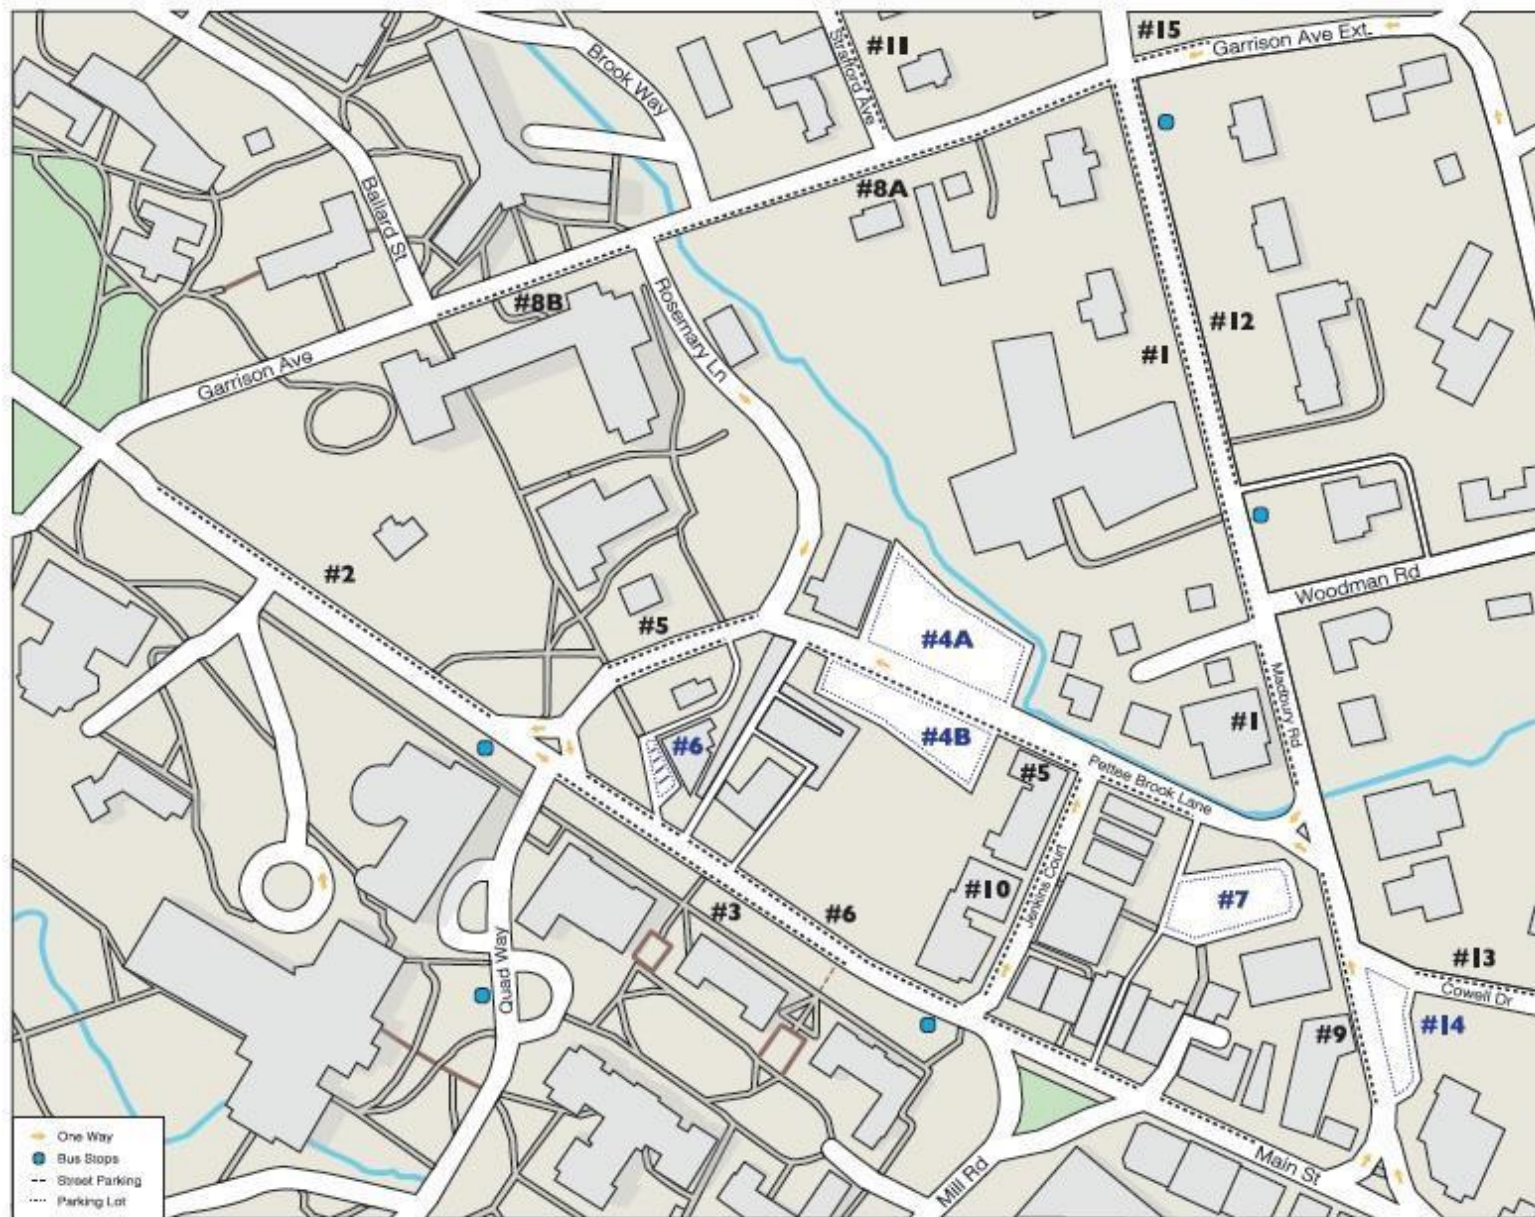 #15
Garrison Ave Ext.
#11
Strafford Ave
Brook Way
#8A
Ballard St
#8B
Rosemary Ln
#12
#1
Garrison Ave
#2
Woodman Rd
#5
#4A
Madbury Rd
#1
#6
#4B
#5
Pettee Brook Lane
Jenkins Court
#10
#7
#3
#6
Quad Way
#13
Cowell Dr
#9
#14
Main St
Mill Rd
One Way
Bus Stops
Street Parking
Parking Lot